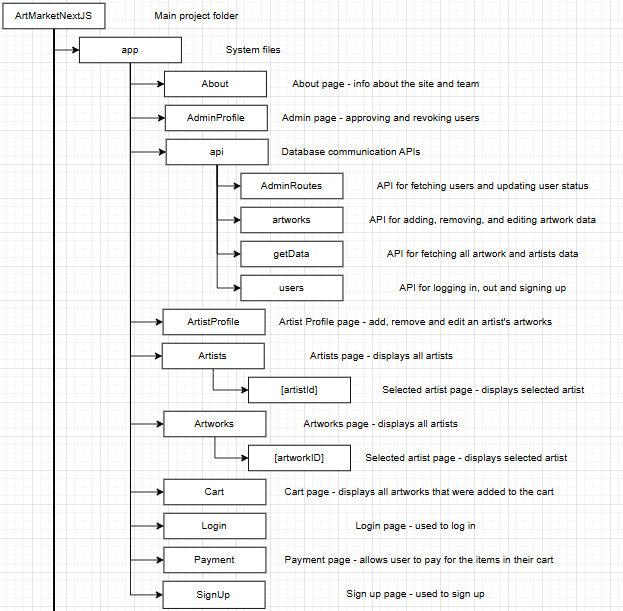 ArtMarketNextJS Main project folder
app System files
About About page - info about the site and team
AdminProfile Admin page - approving and revoking users
api Database communication APIs
AdminRoutes API for fetching users and updating user status
artworks API for adding, removing, and editing artwork data
getData API for fetching all artwork and artists data
users API for logging in, out and signing up
ArtistProfile Artist Profile page - add, remove and edit an artist's artworks
Artists Artists page - displays all artists
[artistId] Selected artist page - displays selected artist
Artworks Artworks page - displays all artists
[artworkID] Selected artist page - displays selected artist
Cart Cart page - displays all artworks that were added to the cart
Login Login page - used to log in
Payment Payment page - allows user to pay for the items in their cart
SignUp Sign up page - used to sign up